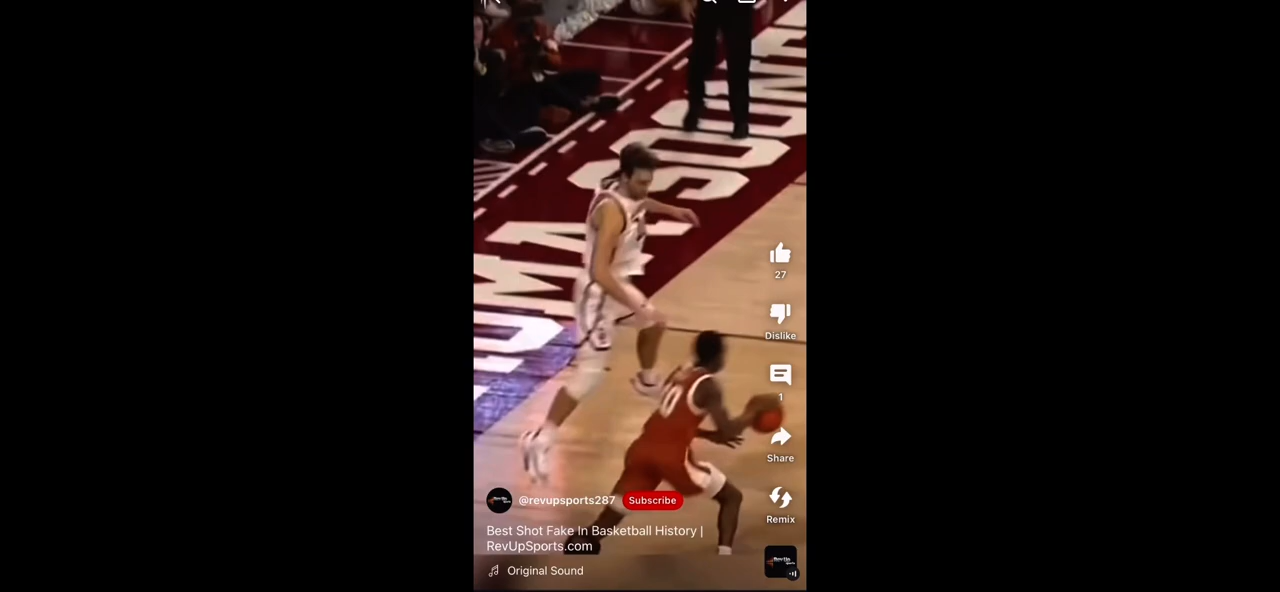 27
Dislike
1
Share
Remix
@revupsports287 Subscribe
Best Shot Fake In Basketball History |
RevUpSports.com
Original Sound